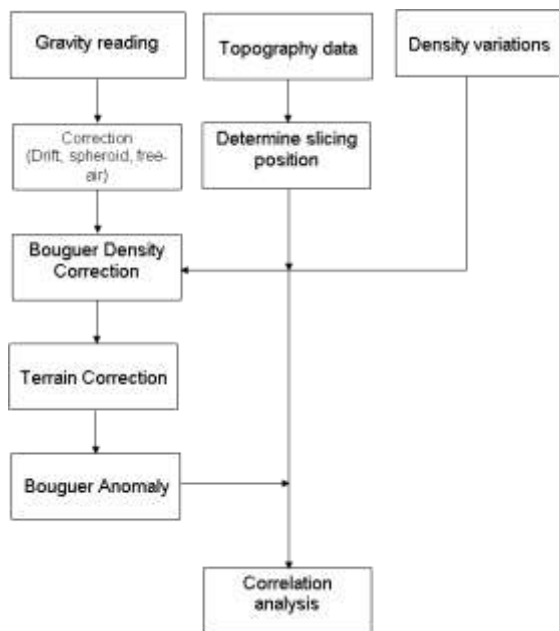 Gravity reading
Topography data
Density variations
Correction
(Drift, spheroid, free-
air)
Determine slicing
position
Bouguer Density
Correction
Terrain Correction
Bouguer Anomaly
Correlation
analysis